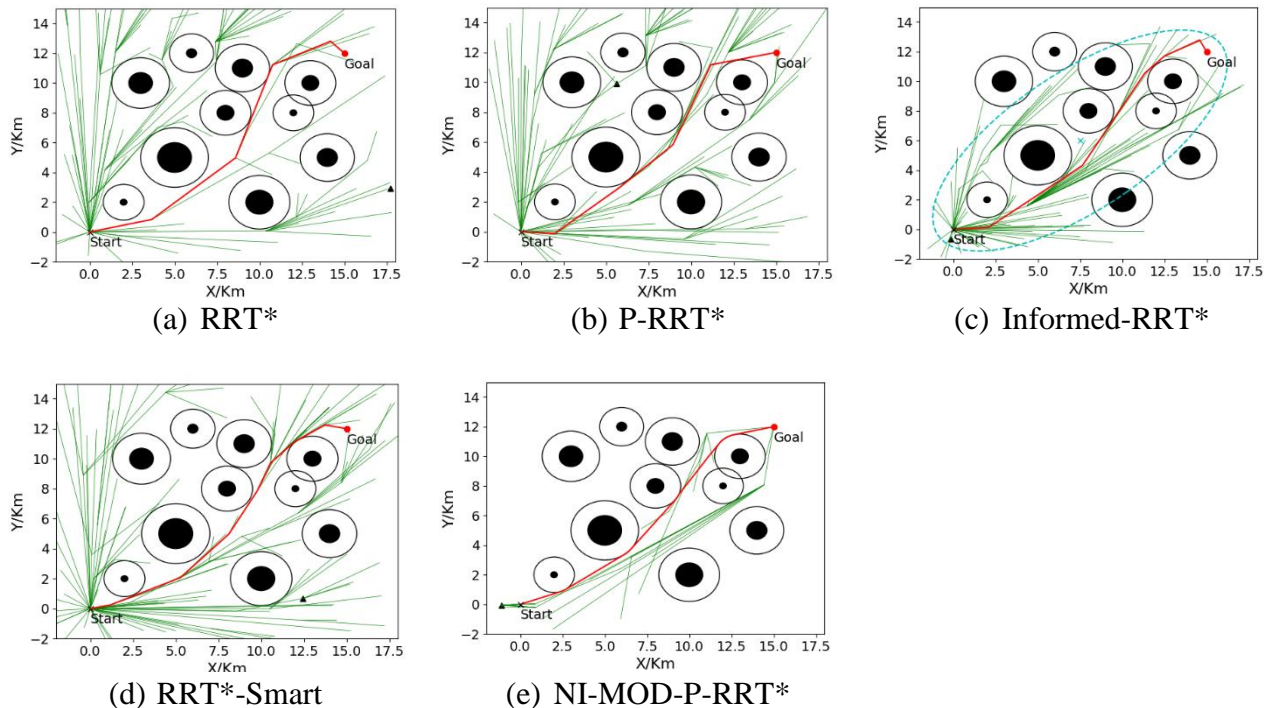 14
12
10
8
6
4
2
0
−2
Y/Km
Goal
Start
0.0 2.5 5.0 7.5 10.0 12.5 15.0 17.5
X/Km
(a) RRT*
14
12
10
8
6
4
2
0
−2
Y/Km
Goal
Start
0.0 2.5 5.0 7.5 10.0 12.5 15.0 17.5
X/Km
(b) P-RRT*
14
12
10
8
6
4
2
0
−2
Y/Km
Goal
Start
0.0 2.5 5.0 7.5 10.0 12.5 15.0 17.5
X/Km
(c) Informed-RRT*
14
12
10
8
6
4
2
0
−2
Y/Km
Goal
Start
0.0 2.5 5.0 7.5 10.0 12.5 15.0 17.5
X/Km
(d) RRT*-Smart
14
12
10
8
6
4
2
0
−2
Y/Km
Goal
Start
0.0 2.5 5.0 7.5 10.0 12.5 15.0 17.5
X/Km
(e) NI-MOD-P-RRT*